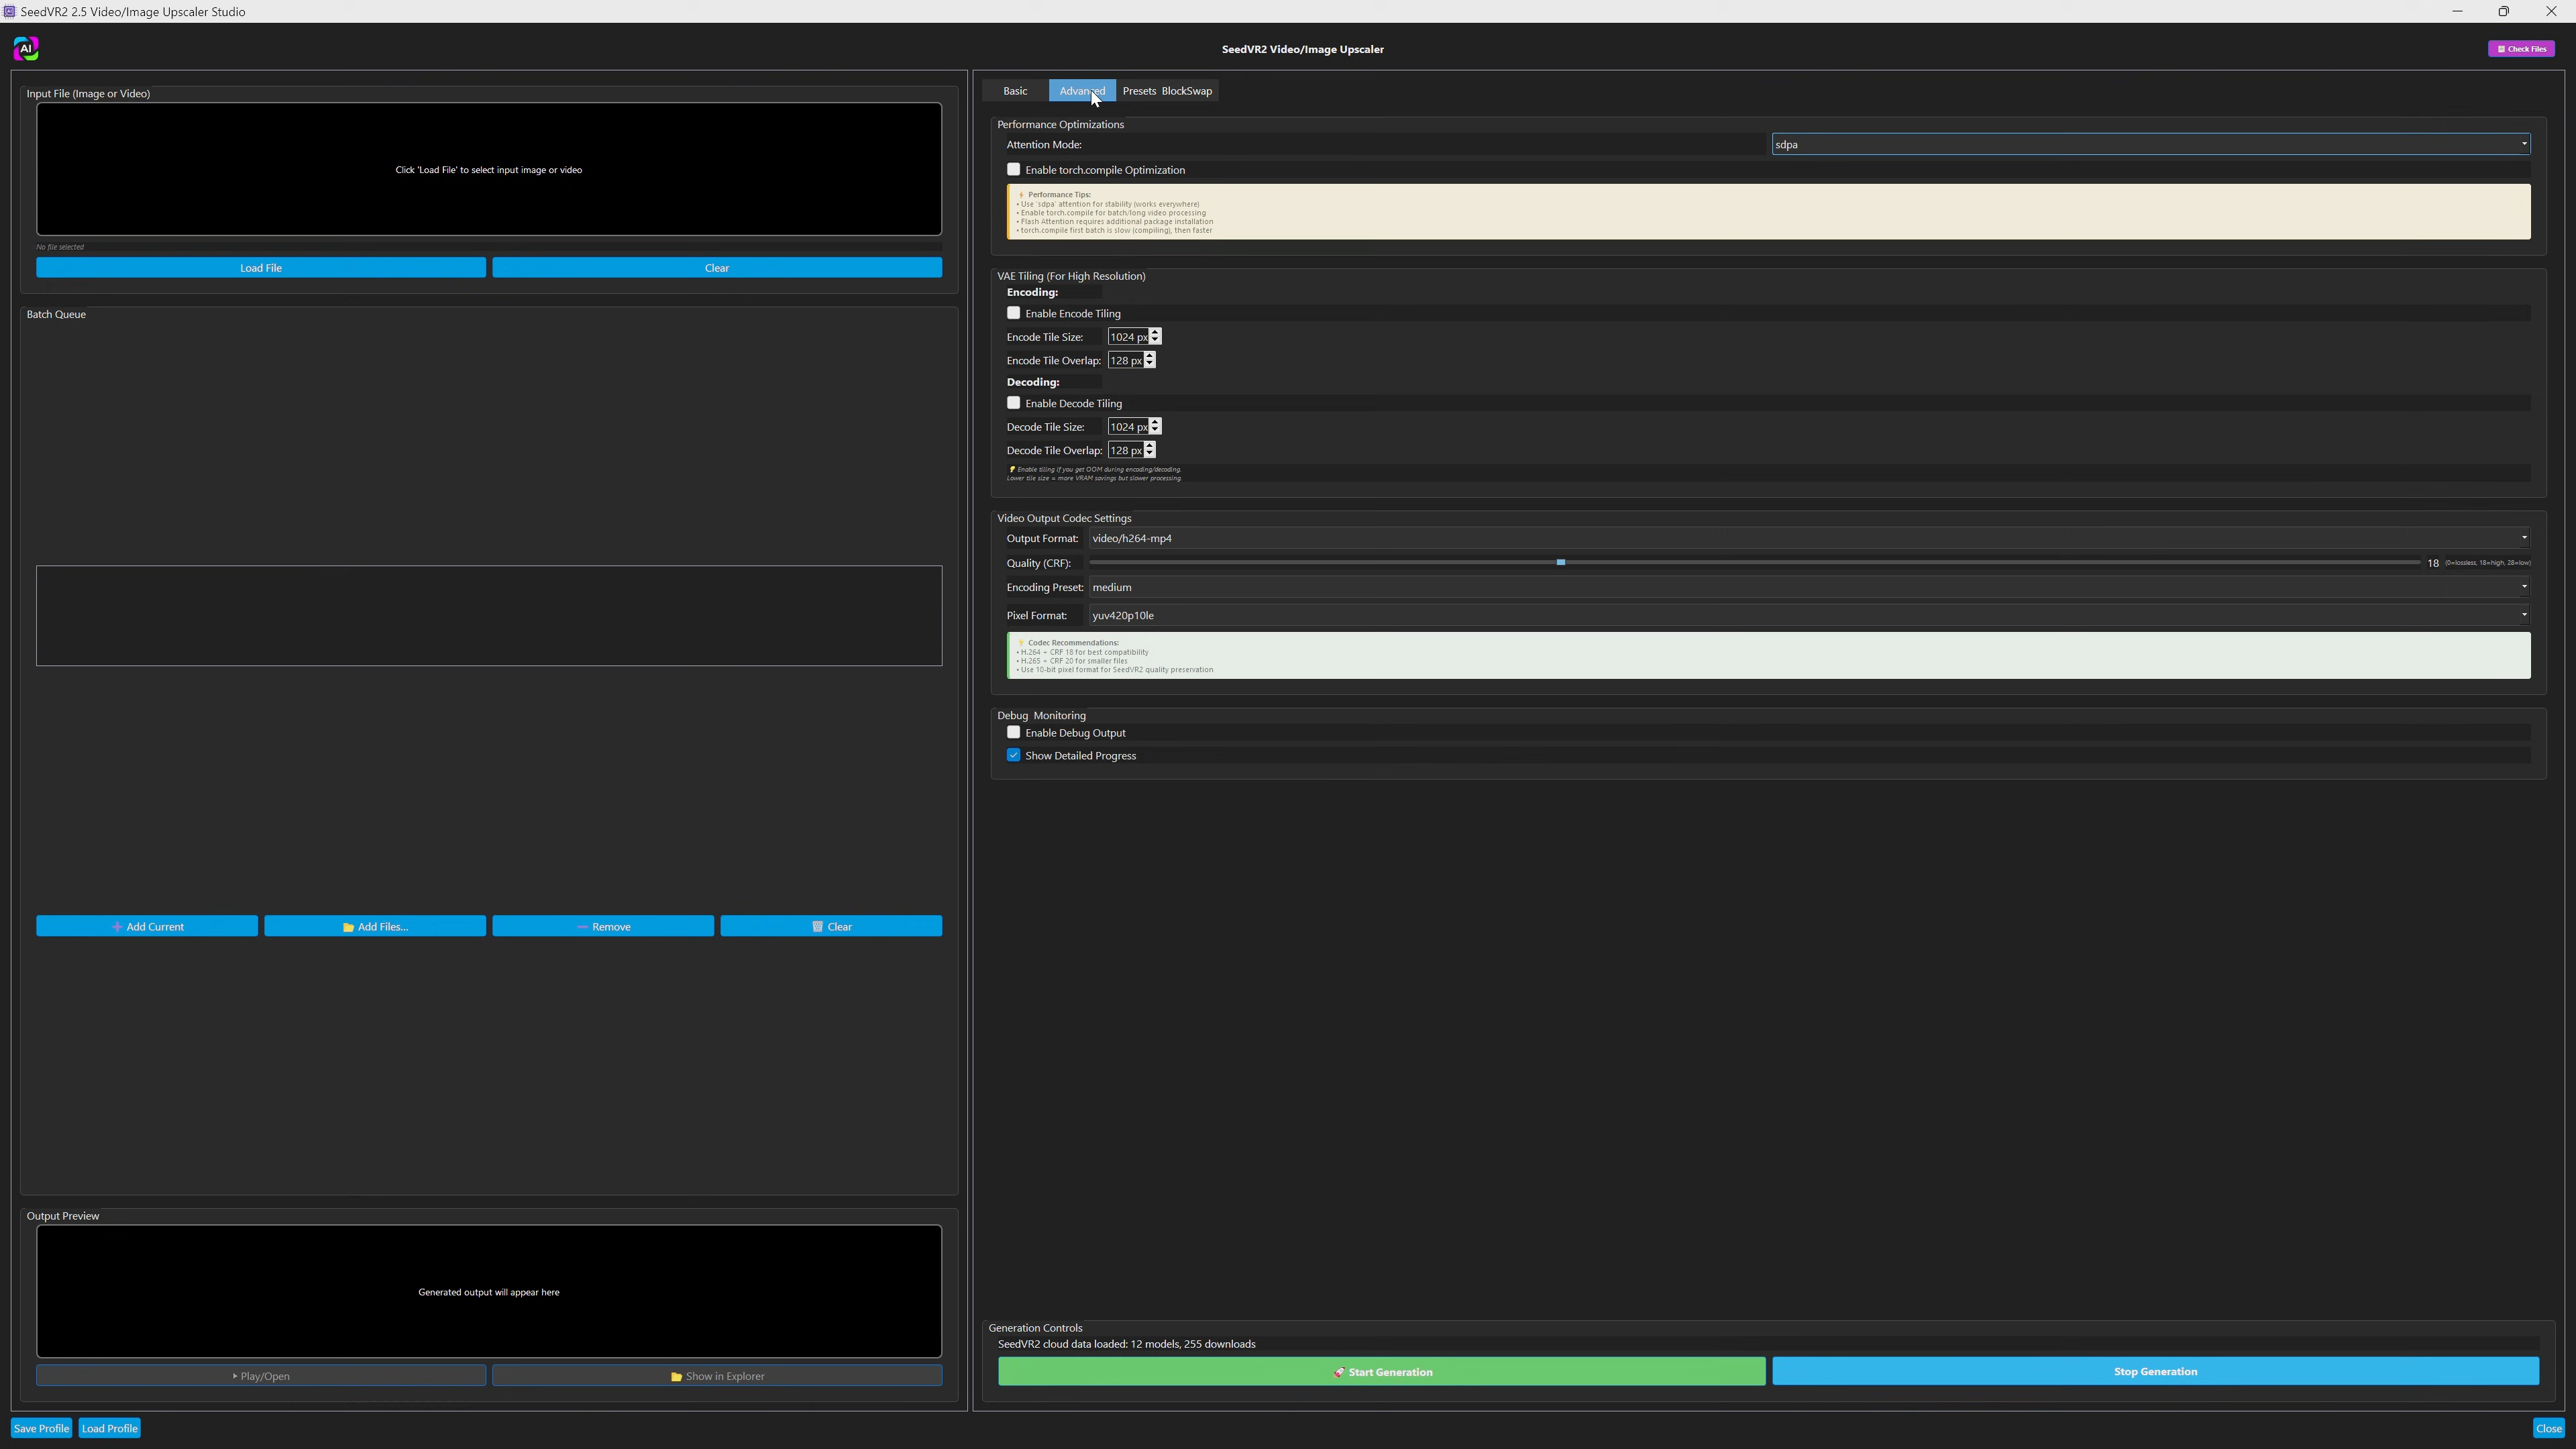 SeedVR2 2.5 Video/Image Upscaler Studio
AI
SeedVR2 Video/Image Upscaler
Check Files
Input File (Image or Video)
Click 'Load File' to select input image or video
No file selected
Load File
Clear
Batch Queue
Add Current
Add Files...
Remove
Clear
Output Preview
Generated output will appear here
Play/Open
Show in Explorer
Save Profile
Load Profile
Basic
Advanced
Presets
BlockSwap
Performance Optimizations
Attention Mode:
sdpa
Enable torch.compile Optimization
Performance Tips:
• Use 'sdpa' attention for stability (works everywhere)
• Enable torch.compile for batch/long video processing
• Flash Attention requires additional package installation
• torch.compile first batch is slow (compiling), then faster
VAE Tiling (For High Resolution)
Encoding:
Enable Encode Tiling
Encode Tile Size: 1024 px
Encode Tile Overlap: 128 px
Decoding:
Enable Decode Tiling
Decode Tile Size: 1024 px
Decode Tile Overlap: 128 px
Enable tiling if you get OOM during encoding/decoding.
Lower tile size = more VRAM savings but slower processing.
Video Output Codec Settings
Output Format: video/h264-mp4
Quality (CRF): 18 (0=lossless, 18=high, 28=low)
Encoding Preset: medium
Pixel Format: yuv420p10le
Codec Recommendations:
• H.264 + CRF 18 for best compatibility
• H.265 + CRF 20 for smaller files
• Use 10-bit pixel format for SeedVR2 quality preservation
Debug Monitoring
Enable Debug Output
Show Detailed Progress
Generation Controls
SeedVR2 cloud data loaded: 12 models, 255 downloads
Start Generation
Stop Generation
Close